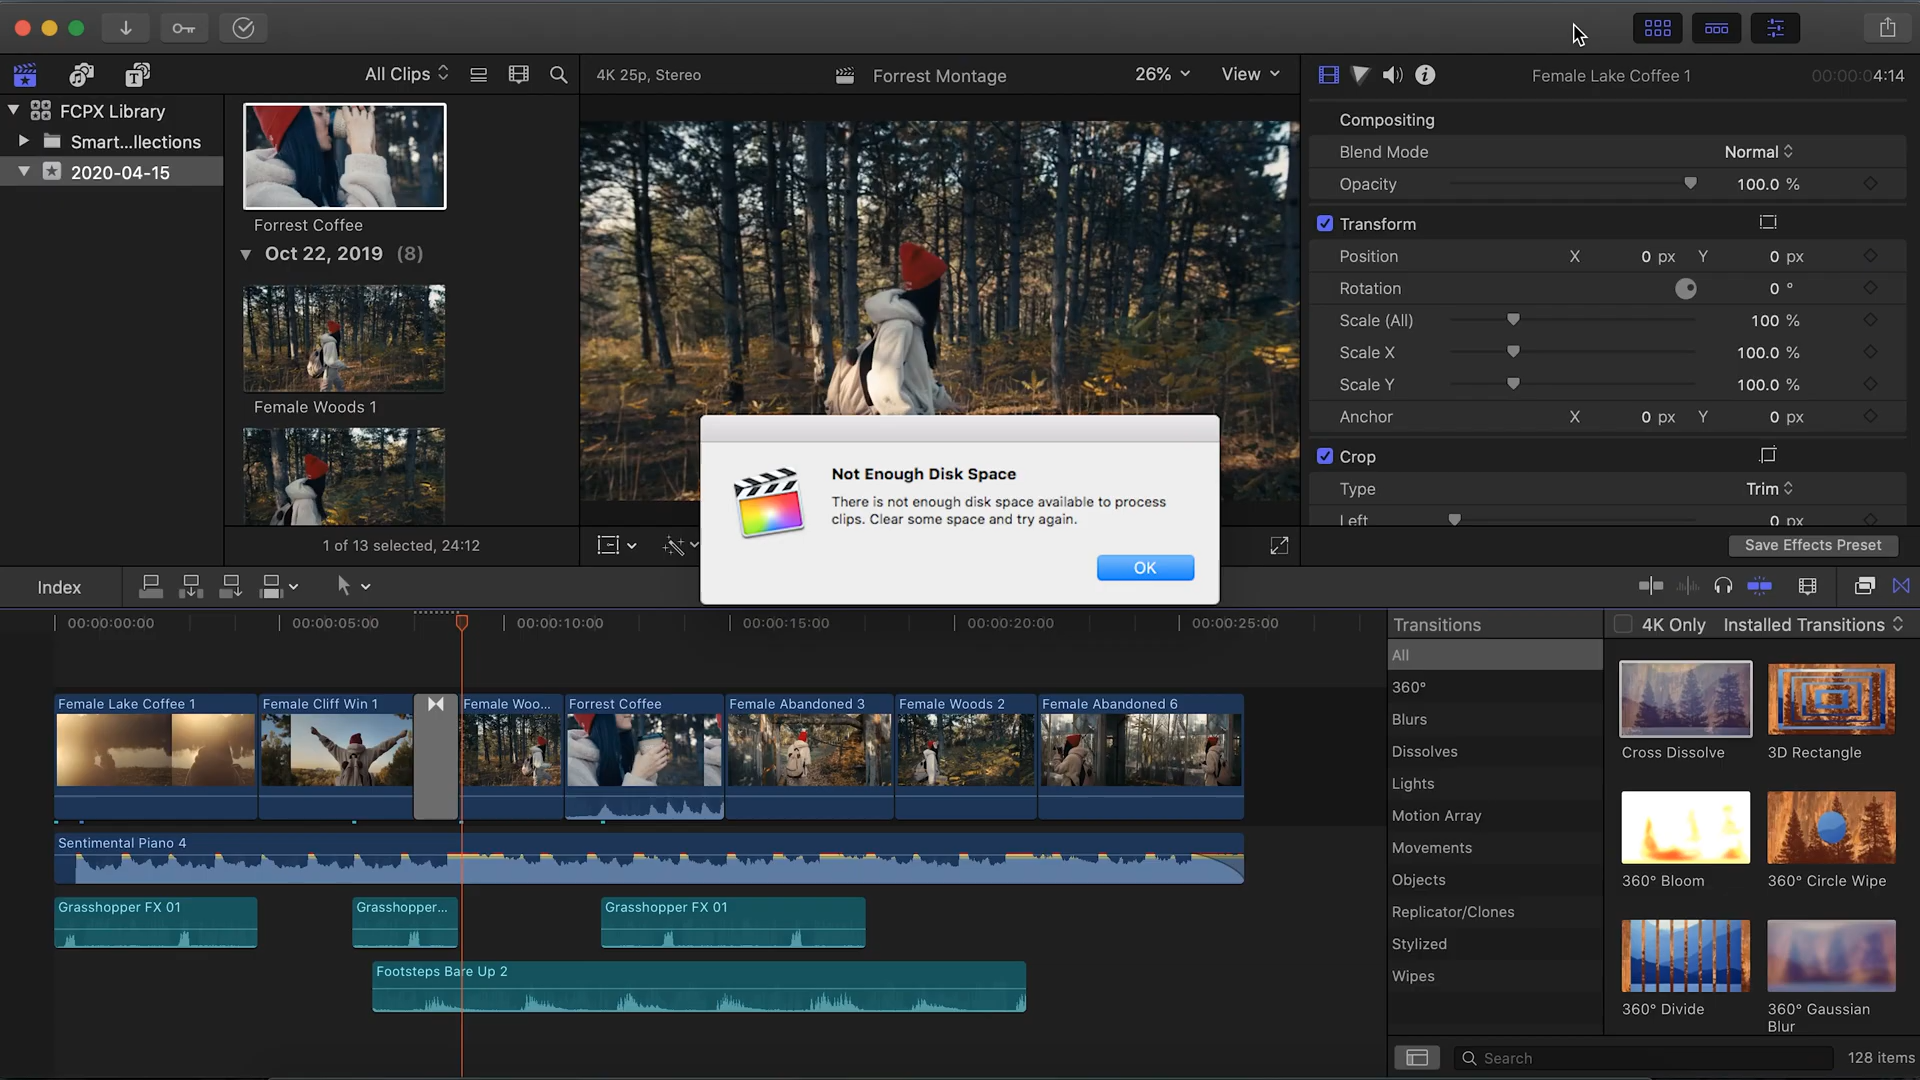 All Clips
4K 25p, Stereo
Forrest Montage
26%
View
Female Lake Coffee 1
00:00:04:14
FCPX Library
Smart...llections
2020-04-15
Forrest Coffee
Oct 22, 2019 (8)
Female Woods 1
1 of 13 selected, 24:12
Compositing
Blend Mode
Normal
Opacity
100.0 %
Transform
Position X 0 px Y 0 px
Rotation 0 °
Scale (All) 100 %
Scale X 100.0 %
Scale Y 100.0 %
Anchor X 0 px Y 0 px
Crop
Type Trim
Left 0 px
Save Effects Preset
Not Enough Disk Space
There is not enough disk space available to process
clips. Clear some space and try again.
OK
Index
00:00:00:00
00:00:05:00
00:00:10:00
00:00:15:00
00:00:20:00
00:00:25:00
Female Lake Coffee 1
Female Cliff Win 1
Female Woo...
Forrest Coffee
Female Abandoned 3
Female Woods 2
Female Abandoned 6
Sentimental Piano 4
Grasshopper FX 01
Grasshopper...
Grasshopper FX 01
Footsteps Bare Up 2
Transitions
4K Only
Installed Transitions
All
360°
Blurs
Dissolves
Lights
Motion Array
Movements
Objects
Replicator/Clones
Stylized
Wipes
Cross Dissolve
3D Rectangle
360° Bloom
360° Circle Wipe
360° Divide
360° Gaussian
Blur
Search
128 items